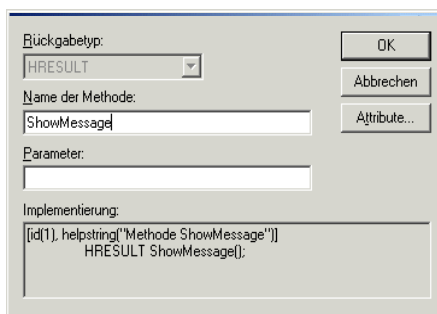 Rückgabetyp:
HRESULT
Name der Methode:
ShowMessage
Parameter:
Implementierung:
[id(1), helpstring("Methode ShowMessage")]
HRESULT ShowMessage();
OK
Abbrechen
Attribute...